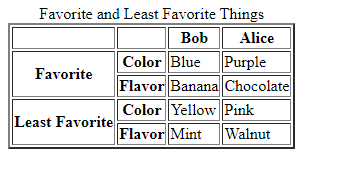 Favorite and Least Favorite Things
Bob Alice
Favorite Color Blue Purple
Flavor Banana Chocolate
Least Favorite Color Yellow Pink
Flavor Mint Walnut